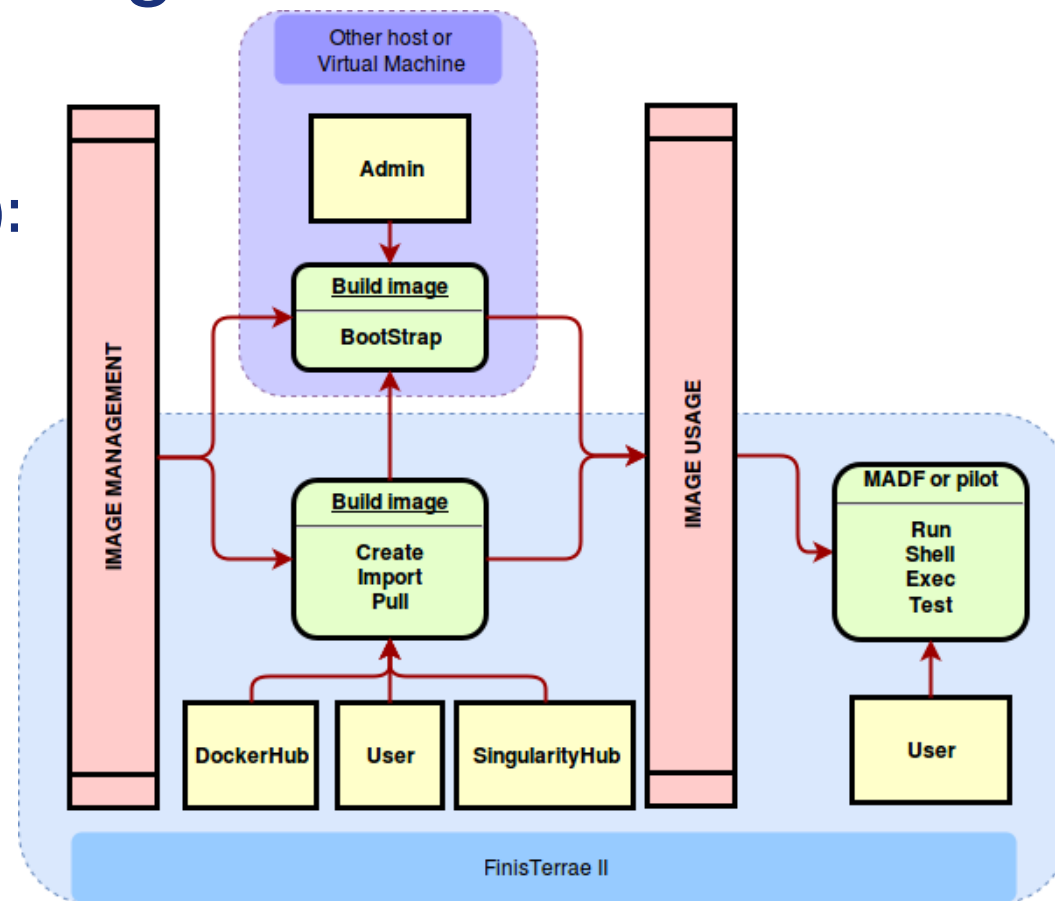 Other host or
Virtual Machine
Admin
Build image
BootStrap
IMAGE MANAGEMENT
IMAGE USAGE
Build image
Create
Import
Pull
MADF or pilot
Run
Shell
Exec
Test
DockerHub
User
SingularityHub
User
FinisTerrae II
):